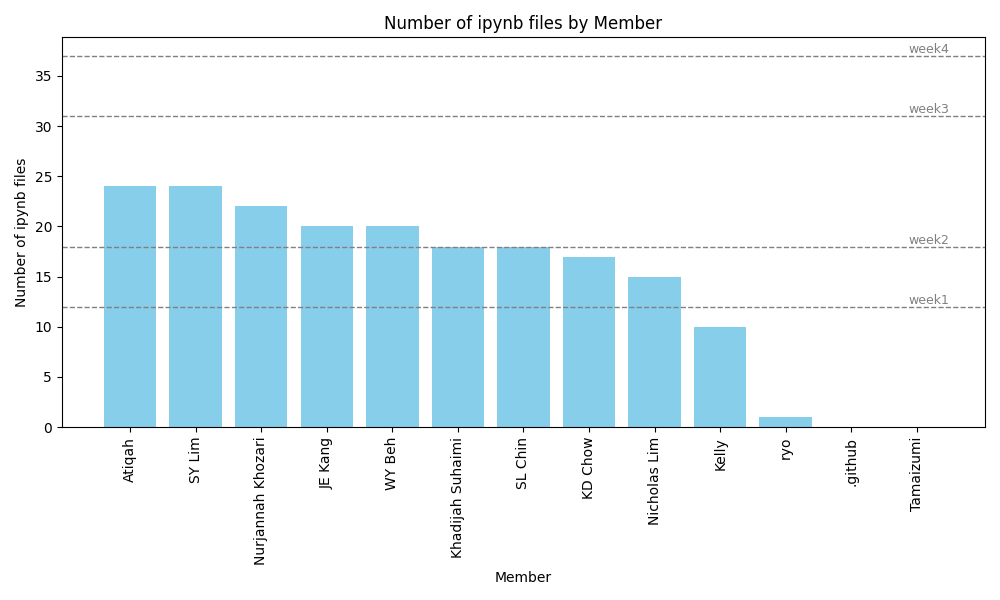 Number of ipynb files by Member
week4
week3
week2
week1
35
30
25
20
15
10
5
0
Number of ipynb files
Atiqah
SY Lim
Nurjannah Khozari
JE Kang
WY Beh
Khadijah Suhaimi
SL Chin
KD Chow
Nicholas Lim
Kelly
ryo
.github
Tamaizumi
Member